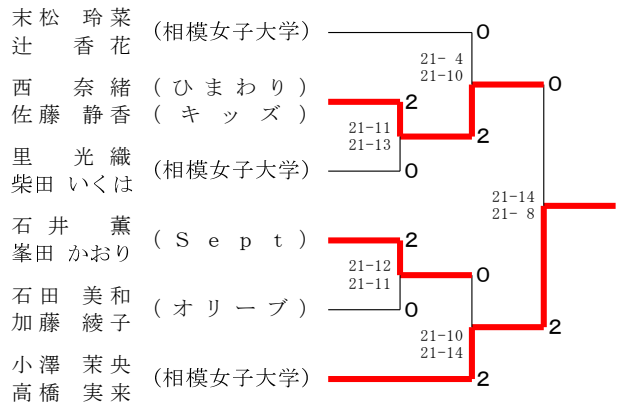 末松 玲菜 (相模女子大学) 0
辻 香花
21- 4
21-10
0
西 奈緒 (ひまわり) 2
佐藤 静香 (キッズ)
21-11
21-13
2
里 光織 (相模女子大学) 0
柴田 いくは
21-14
21- 8
石井 薫 (Sept) 2
峯田 かおり
21-12
21-11
0
石田 美和 (オリーブ) 0
加藤 綾子
21-10
21-14
2
小澤 茉央 (相模女子大学) 2
高橋 実来